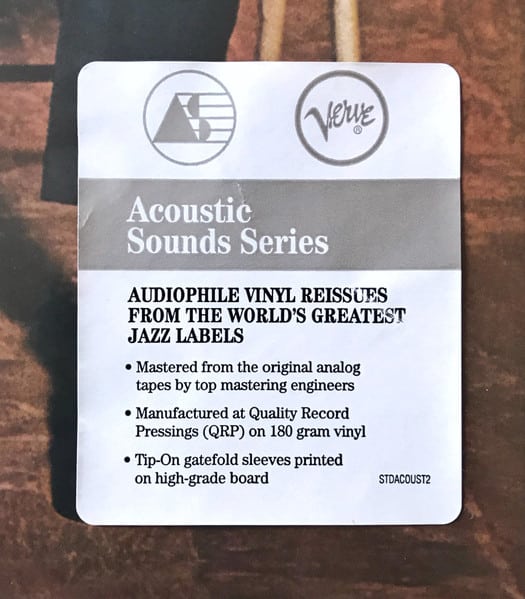 AS
Verve®
Acoustic
Sounds Series
AUDIOPHILE VINYL REISSUES
FROM THE WORLD'S GREATEST
JAZZ LABELS
• Mastered from the original analog
tapes by top mastering engineers
• Manufactured at Quality Record
Pressings (QRP) on 180 gram vinyl
• Tip-On gatefold sleeves printed
on high-grade board
STDACOUST2